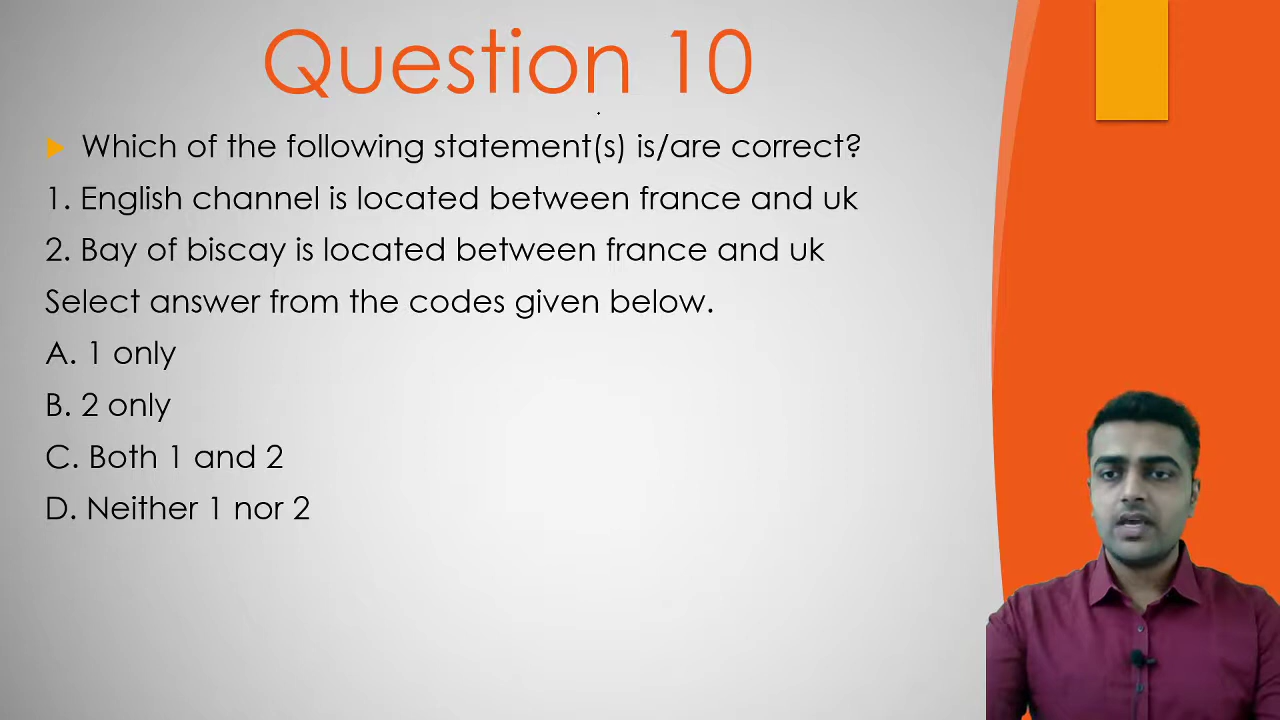 Question 10
Which of the following statement(s) is/are correct?
1. English channel is located between france and uk
2. Bay of biscay is located between france and uk
Select answer from the codes given below.
A. 1 only
B. 2 only
C. Both 1 and 2
D. Neither 1 nor 2